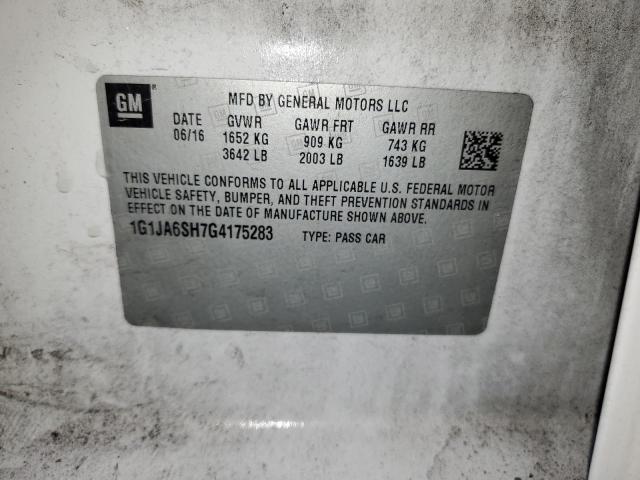 GM
MFD BY GENERAL MOTORS LLC
DATE GVWR GAWR FRT GAWR RR
06/16 1652 KG 909 KG 743 KG
3642 LB 2003 LB 1639 LB
THIS VEHICLE CONFORMS TO ALL APPLICABLE U.S. FEDERAL MOTOR
VEHICLE SAFETY, BUMPER, AND THEFT PREVENTION STANDARDS IN
EFFECT ON THE DATE OF MANUFACTURE SHOWN ABOVE.
1G1JA6SH7G4175283 TYPE: PASS CAR